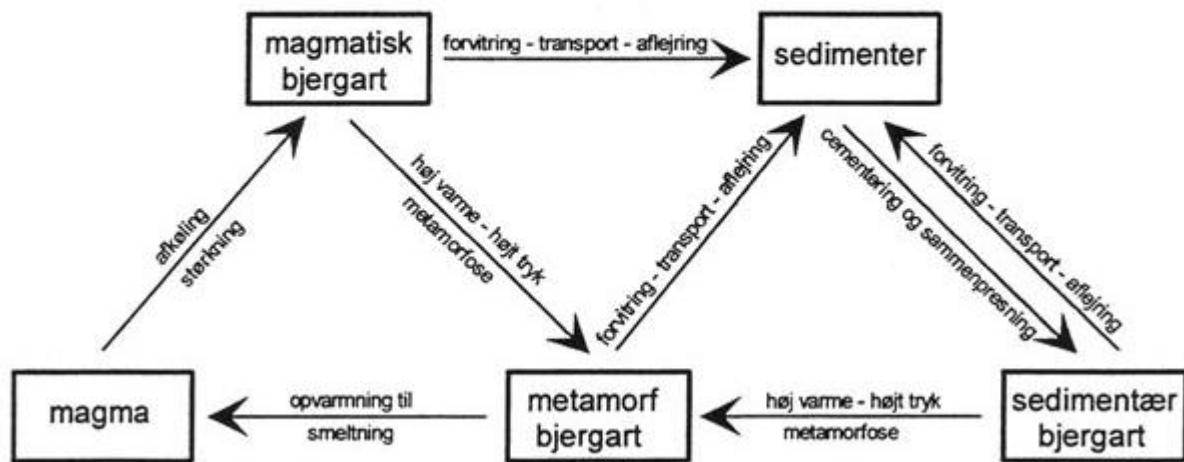 magmatisk
bjergart
forvitring - transport - aflejring
sedimenter
afkøling
størkning
høj varme - højt tryk
metamorfose
forvitring - transport - aflejring
cementering og sammenpresning
forvitring - transport - aflejring
magma
opvarmning til
smeltning
metamorf
bjergart
høj varme - højt tryk
metamorfose
sedimentær
bjergart